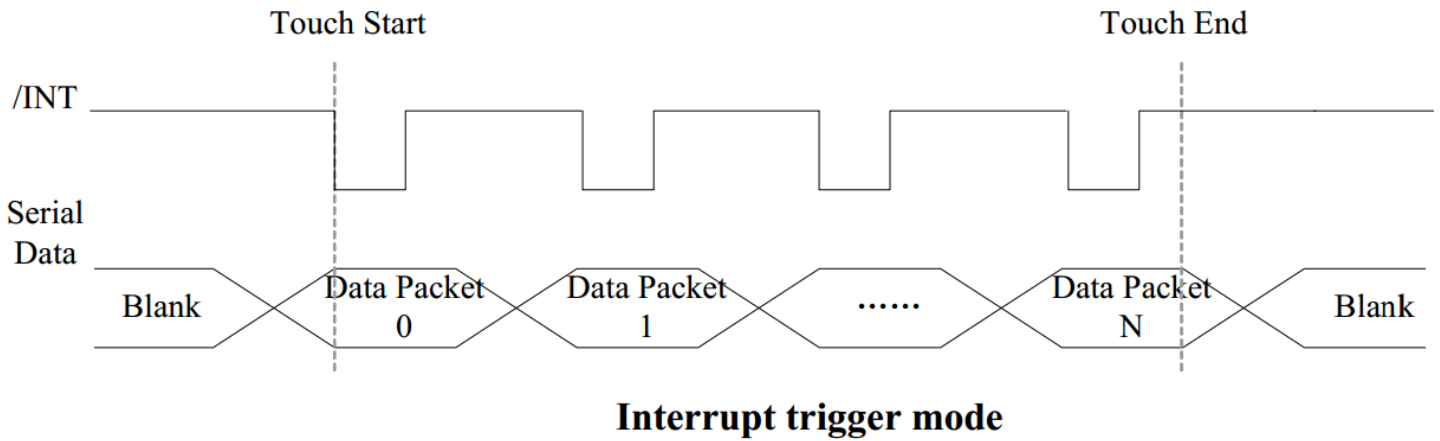 Touch Start
Touch End
/INT
Serial
Data
Blank
Data Packet
0
Data Packet
1
......
Data Packet
N
Blank
Interrupt trigger mode